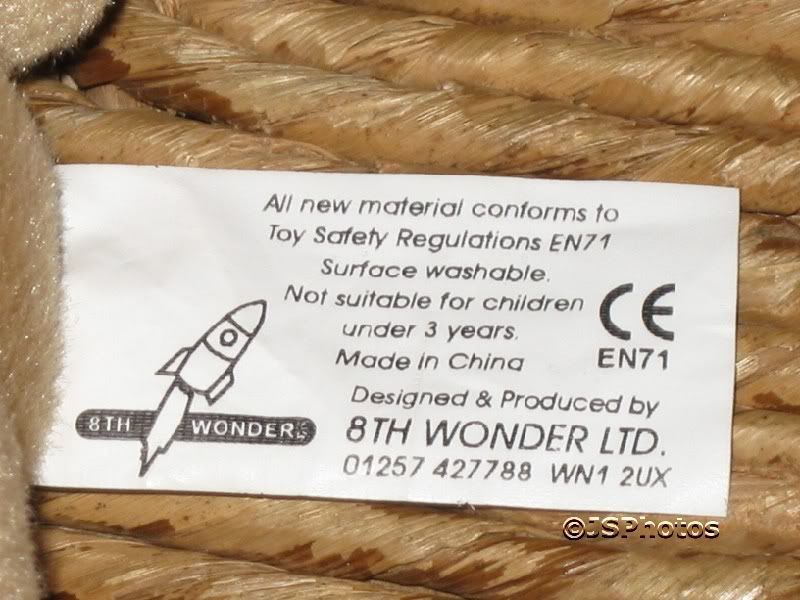 All new material conforms to
Toy Safety Regulations EN71
Surface washable.
Not suitable for children
under 3 years.
Made in China
CE
EN71
Designed & Produced by
8TH WONDER LTD.
01257 427788 WN1 2UX
8TH WONDER
©JSPhotos